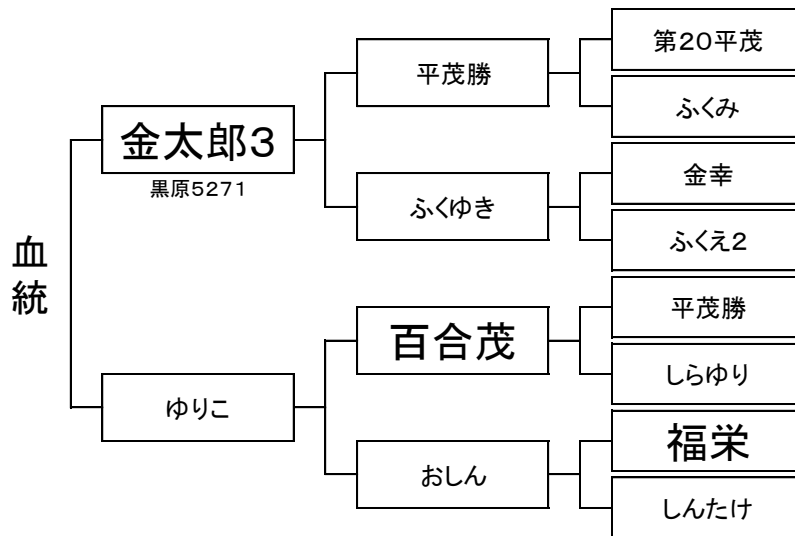 血統
金太郎3
黒原5271
ゆりこ
平茂勝
ふくゆき
百合茂
おしん
第20平茂
ふくみ
金幸
ふくえ2
平茂勝
しらゆり
福栄
しんたけ